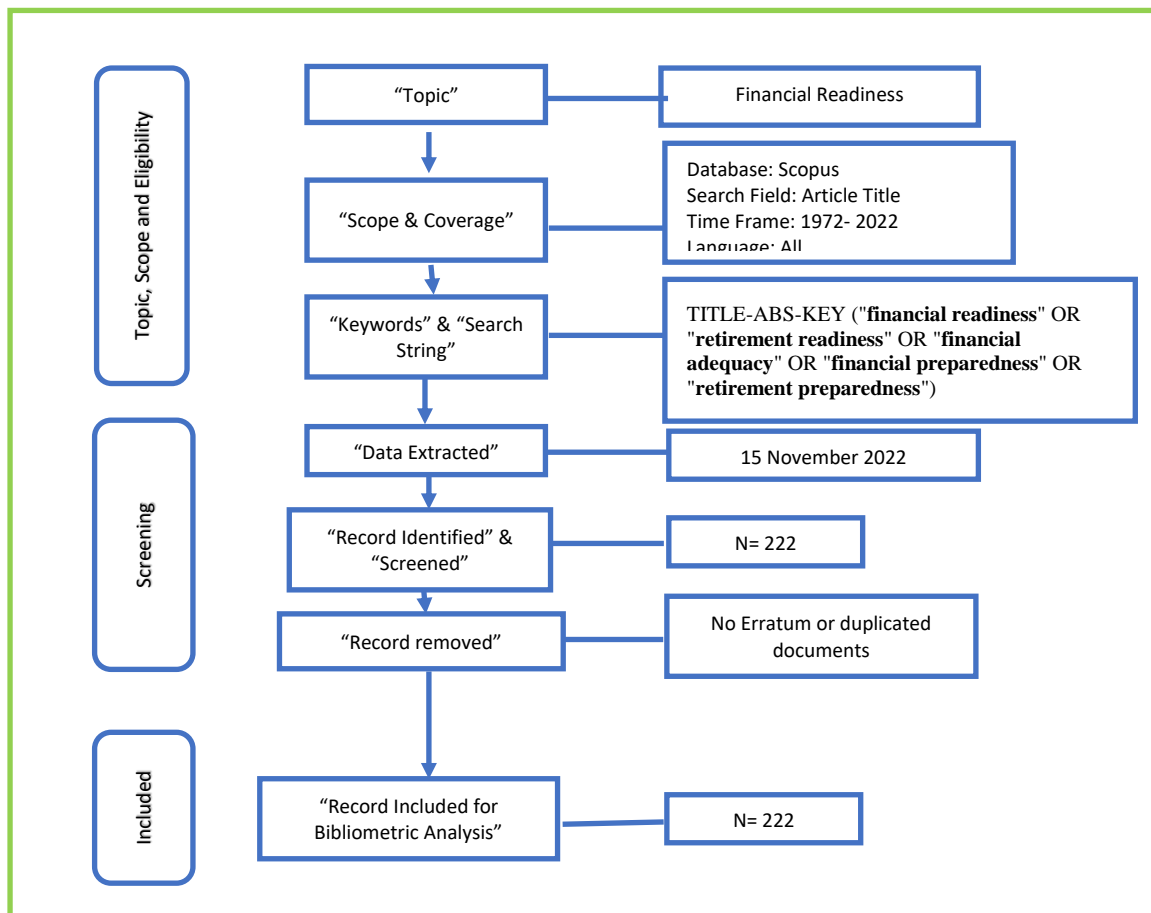 Topic, Scope and Eligibility
“Topic”
Financial Readiness
“Scope & Coverage”
Database: Scopus
Search Field: Article Title
Time Frame: 1972- 2022
Language: All
“Keywords” & “Search
String”
TITLE-ABS-KEY ("financial readiness" OR
"retirement readiness" OR "financial
adequacy" OR "financial preparedness" OR
"retirement preparedness")
Screening
“Data Extracted”
15 November 2022
“Record Identified” &
“Screened”
N= 222
“Record removed”
No Erratum or duplicated
documents
Included
“Record Included for
Bibliometric Analysis”
N= 222